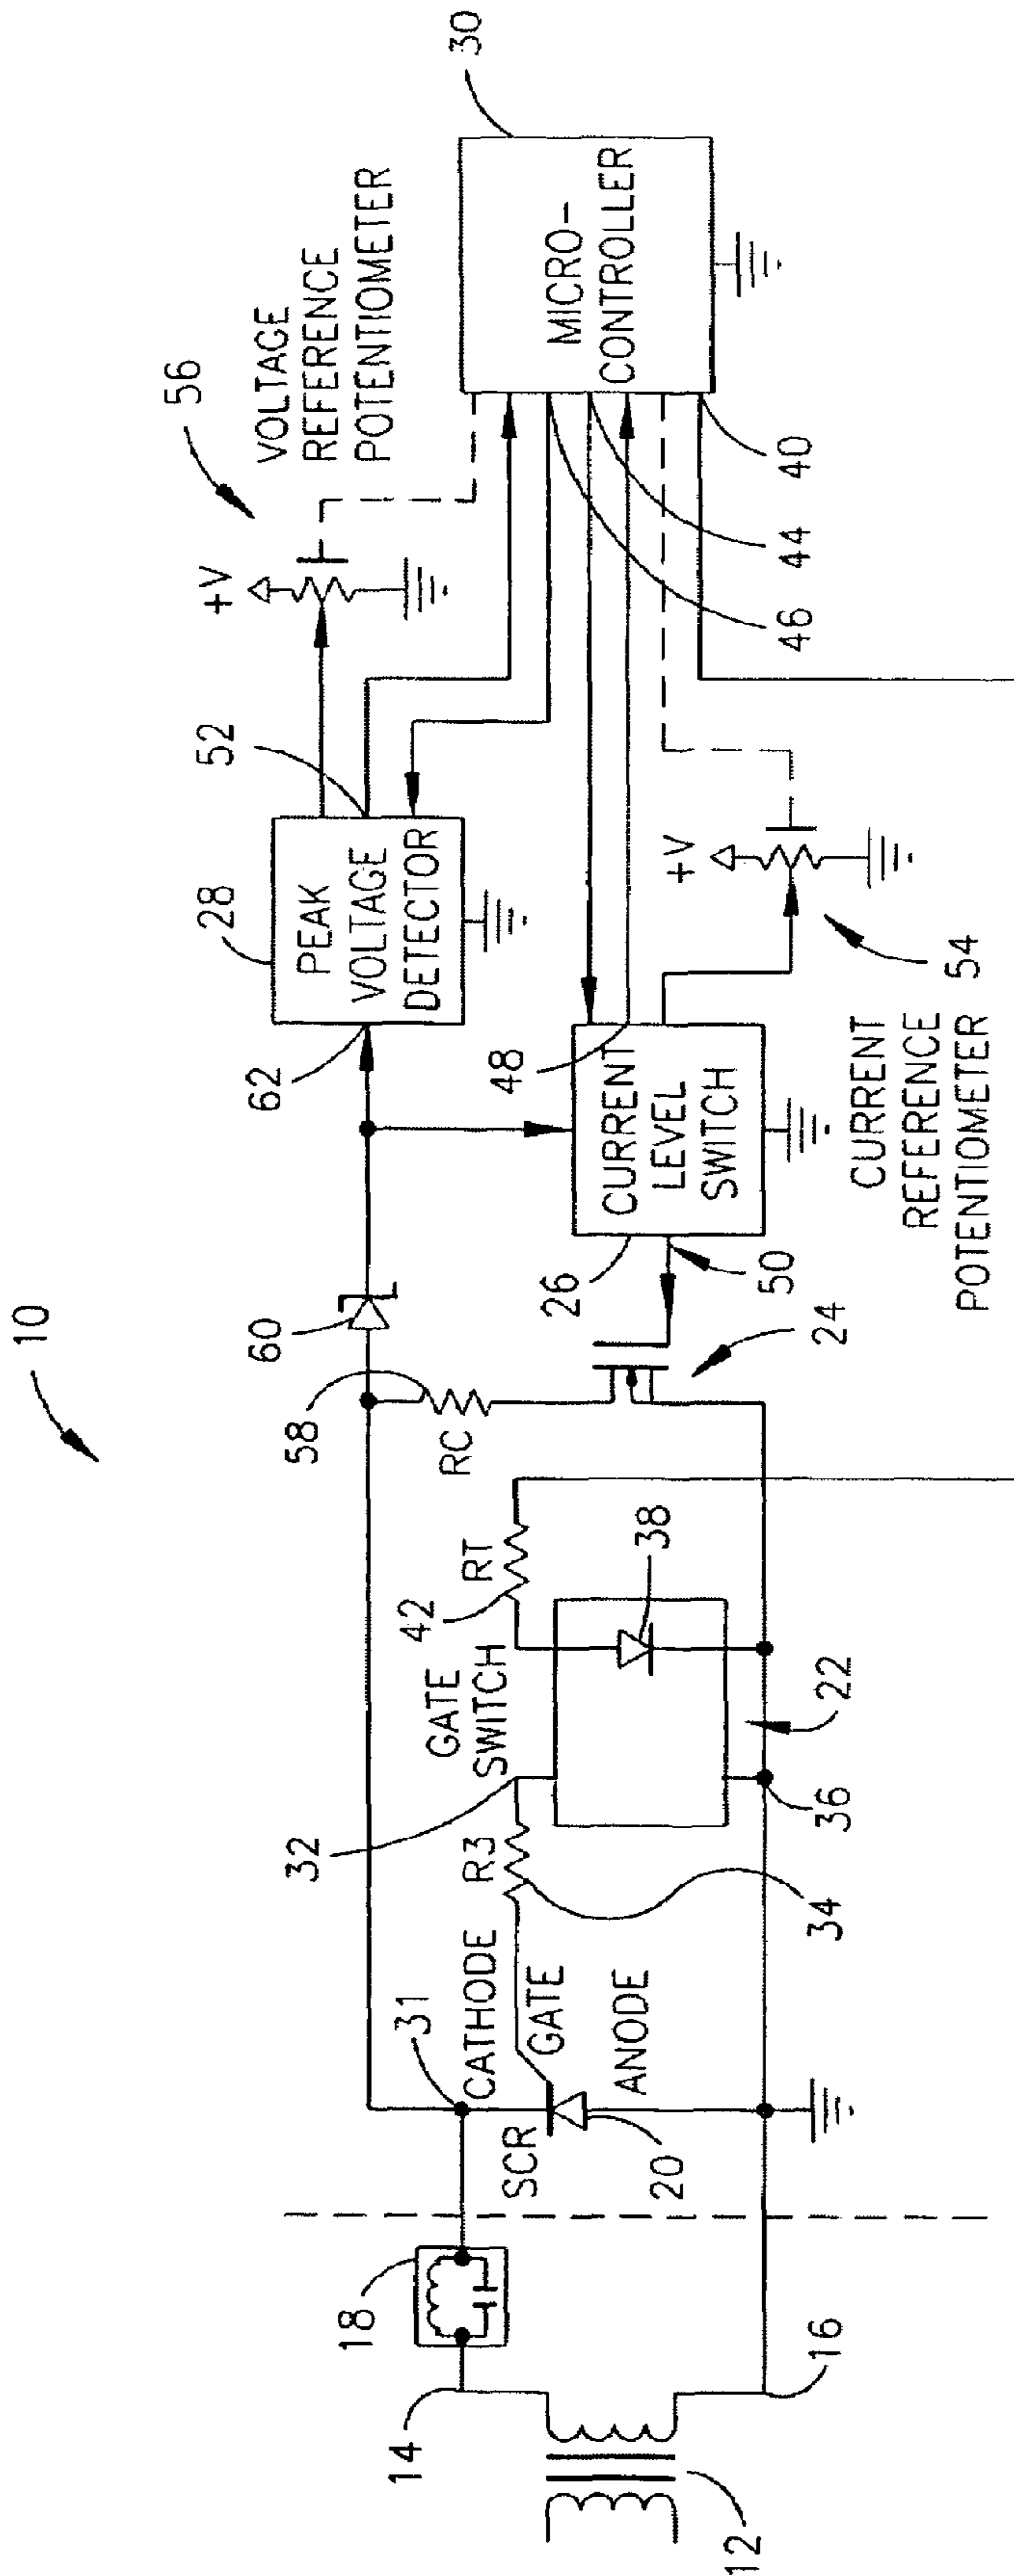 10
12
14
16
18
SCR
20
CATHODE
31
GATE
ANODE
R3
34
32
GATE
SWITCH
22
36
38
RT
42
RC
58
60
24
CURRENT
LEVEL
SWITCH
26
48
50
PEAK
VOLTAGE
DETECTOR
28
62
52
+V
56
VOLTAGE
REFERENCE
POTENTIOMETER
+V
54
CURRENT
REFERENCE
POTENTIOMETER
MICRO-
CONTROLLER
30
46
44
40